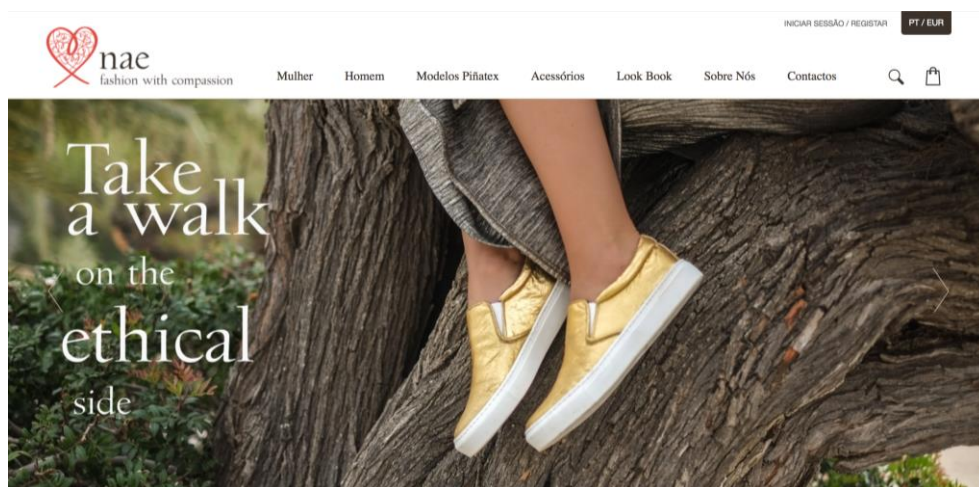 INICIAR SESSÃO / REGISTAR
PT / EUR
nae
fashion with compassion
Mulher
Homem
Modelos Piñatex
Acessórios
Look Book
Sobre Nós
Contactos
Take
a walk
on the
ethical
side